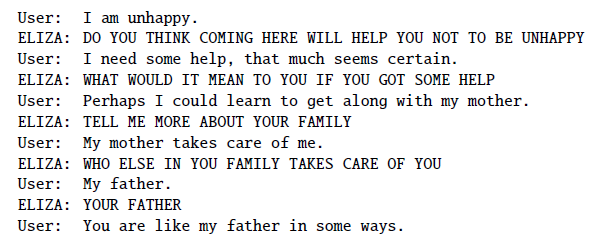 User: I am unhappy.
ELIZA: DO YOU THINK COMING HERE WILL HELP YOU NOT TO BE UNHAPPY
User: I need some help, that much seems certain.
ELIZA: WHAT WOULD IT MEAN TO YOU IF YOU GOT SOME HELP
User: Perhaps I could learn to get along with my mother.
ELIZA: TELL ME MORE ABOUT YOUR FAMILY
User: My mother takes care of me.
ELIZA: WHO ELSE IN YOU FAMILY TAKES CARE OF YOU
User: My father.
ELIZA: YOUR FATHER
User: You are like my father in some ways.